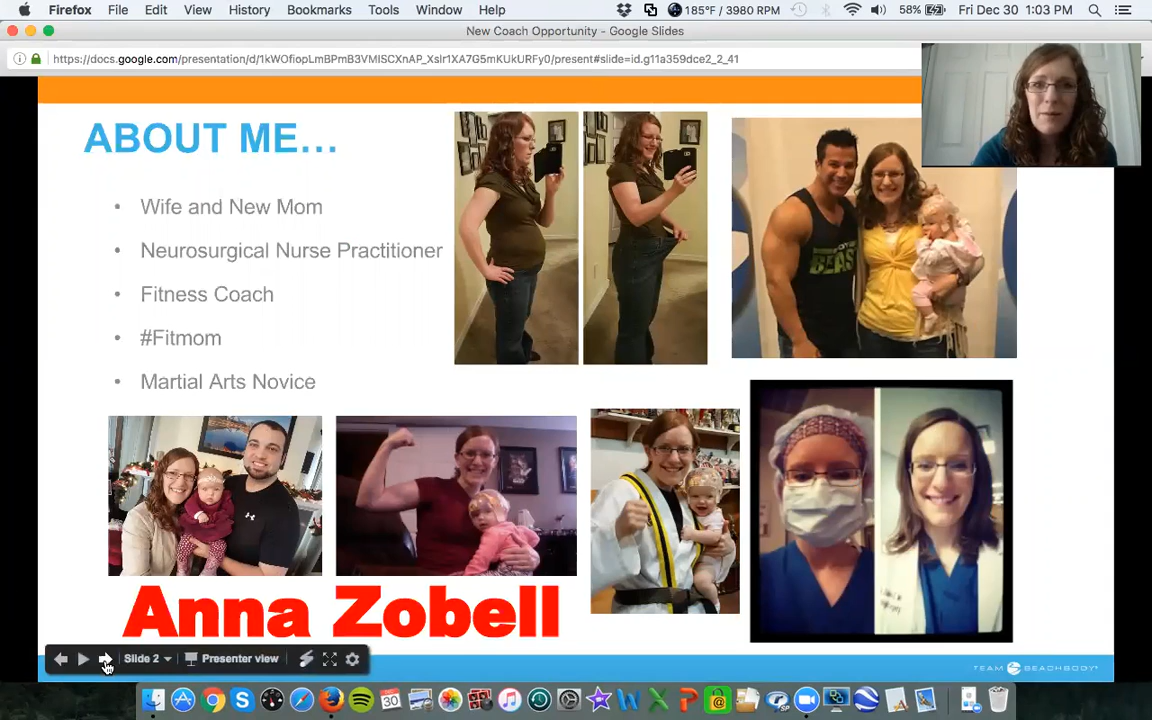 Firefox File Edit View History Bookmarks Tools Window Help 185°F / 3980 RPM 58% Fri Dec 30 1:03 PM
New Coach Opportunity - Google Slides
https://docs.google.com/presentation/d/1kWOfiopLmBPmB3VMISCXnAP_Xslr1XA7G5mKUkURFy0/present#slide=id.g11a359dce2_2_41
ABOUT ME...
• Wife and New Mom
• Neurosurgical Nurse Practitioner
• Fitness Coach
• #Fitmom
• Martial Arts Novice
BEAST
Anna Zobell
Slide 2 Presenter view
TEAM BEACHBODY
30